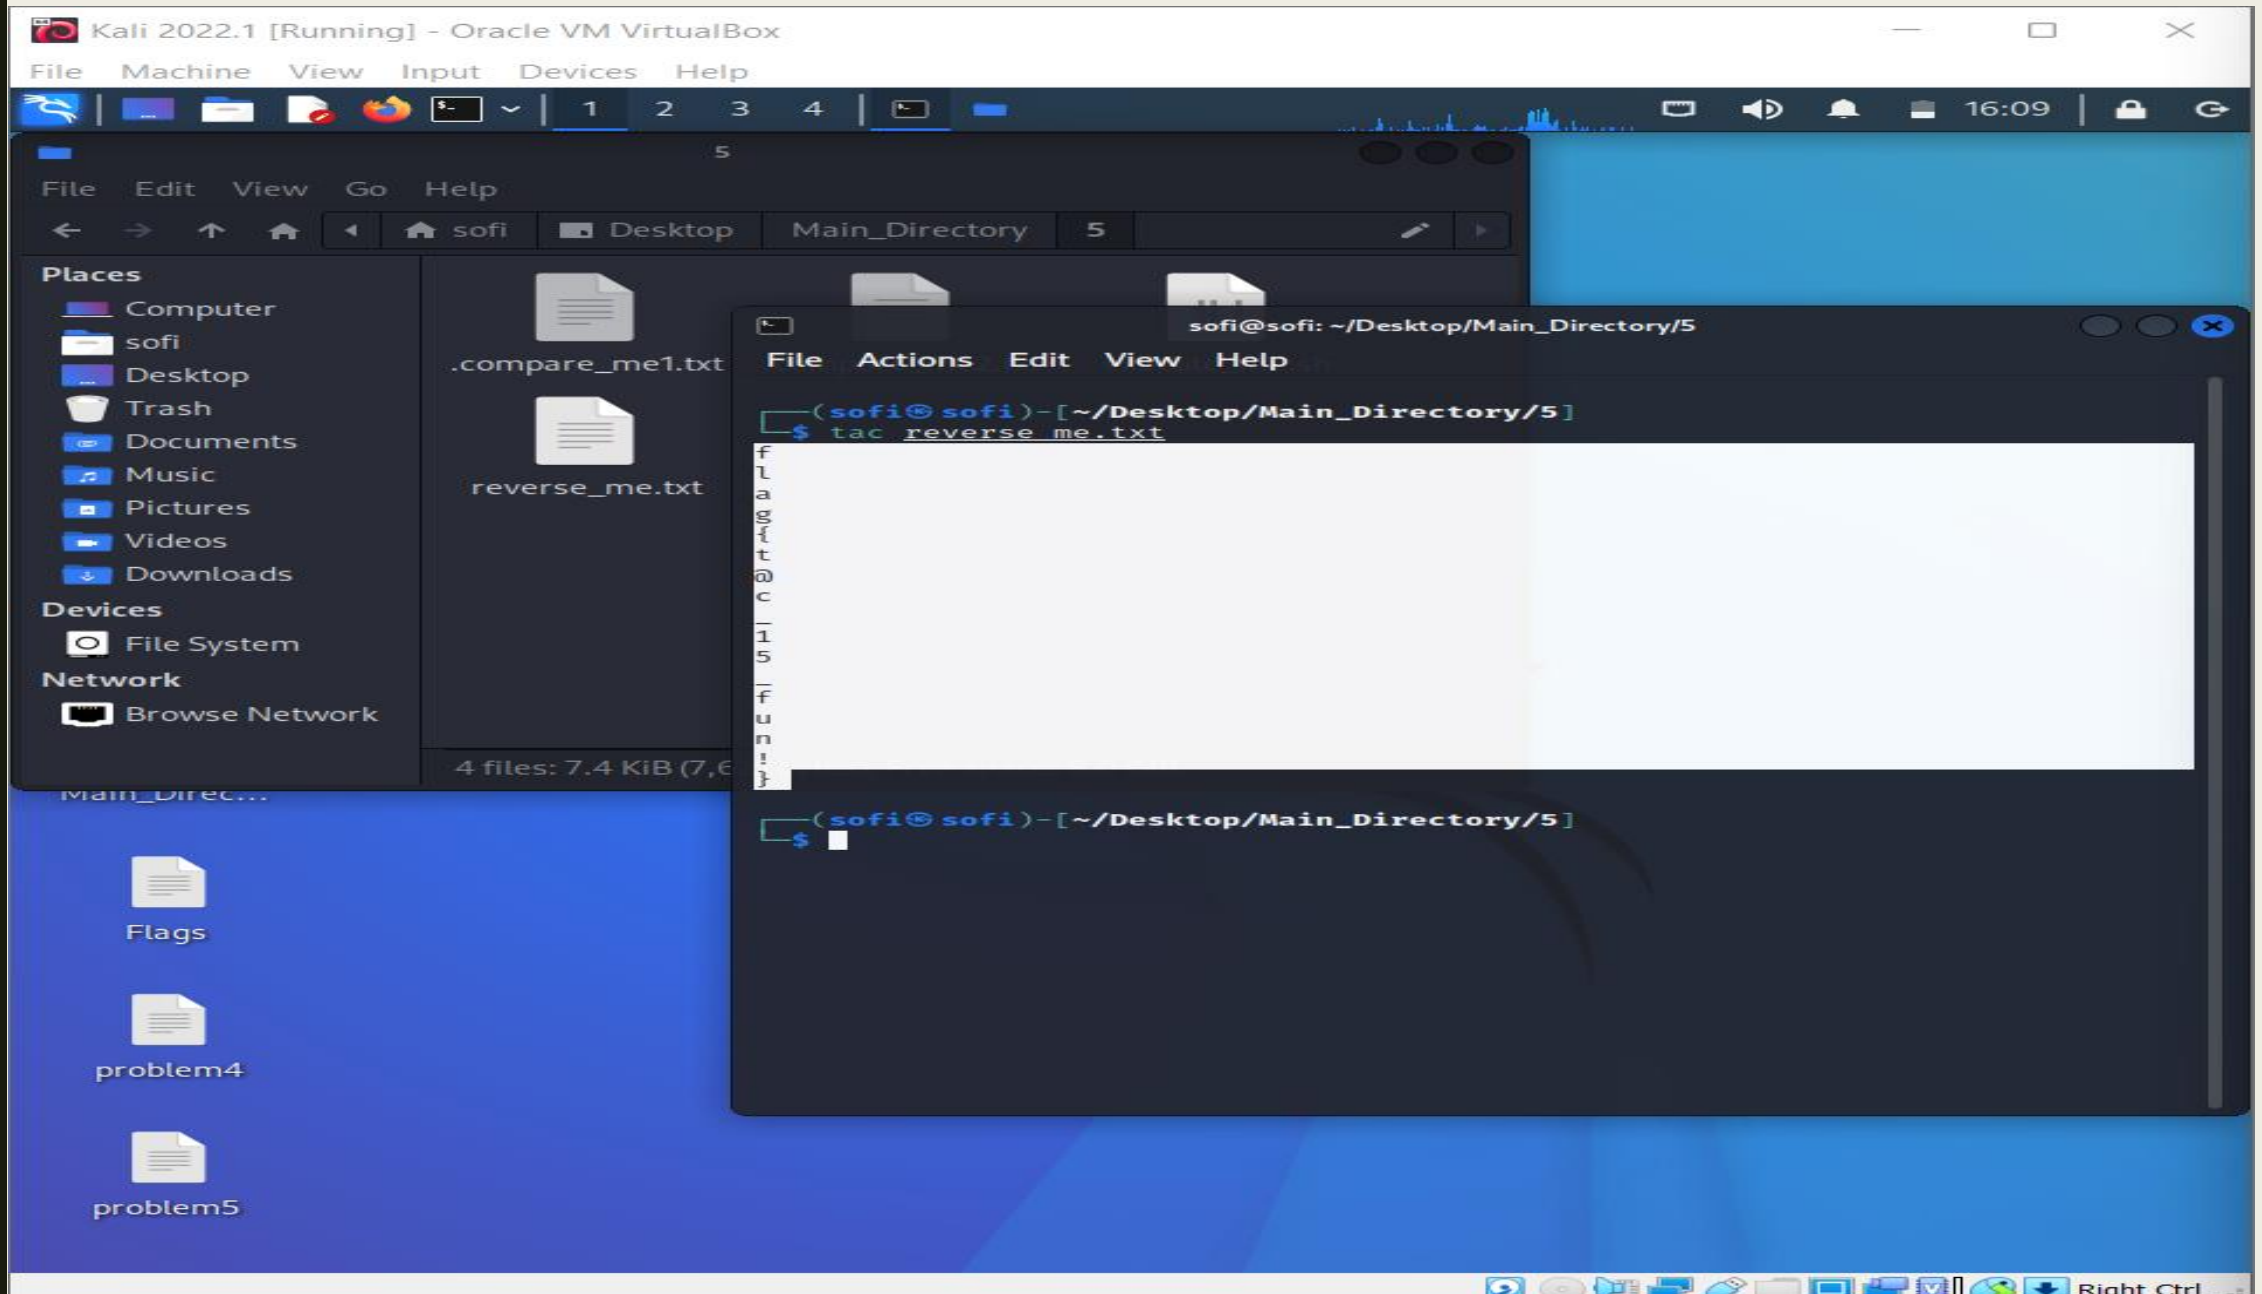 Kali 2022.1 [Running] - Oracle VM VirtualBox
File Machine View Input Devices Help
1 2 3 4 16:09
5
File Edit View Go Help
sofi Desktop Main_Directory 5
Places
Computer
sofi
Desktop
Trash
Documents
Music
Pictures
Videos
Downloads
Devices
File System
Network
Browse Network
.compare_me1.txt
reverse_me.txt
4 files: 7.4 KiB (7,6
sofi@sofi: ~/Desktop/Main_Directory/5
File Actions Edit View Help
(sofi㉿sofi)-[~/Desktop/Main_Directory/5]
$ tac reverse_me.txt
f
l
a
g
{
t
@
c
_
1
5
_
f
u
n
!
}
(sofi㉿sofi)-[~/Desktop/Main_Directory/5]
$
Main_Direc...
Flags
problem4
problem5
Right Ctrl